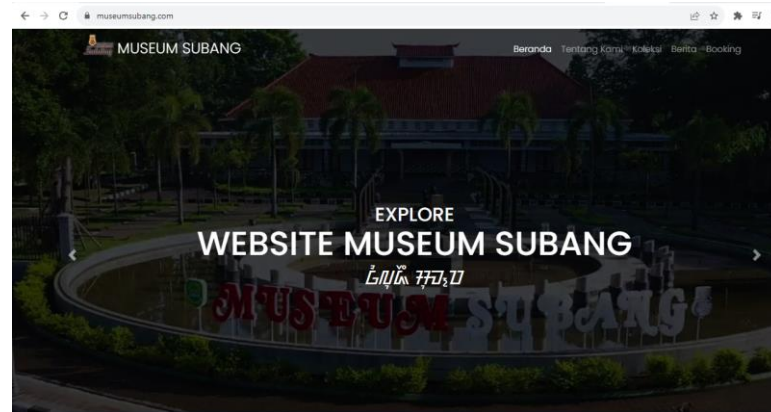 museumsubang.com
MUSEUM SUBANG
Beranda Tentang Kami Koleksi Berita Booking
EXPLORE
WEBSITE MUSEUM SUBANG
MUSEUM SUBANG